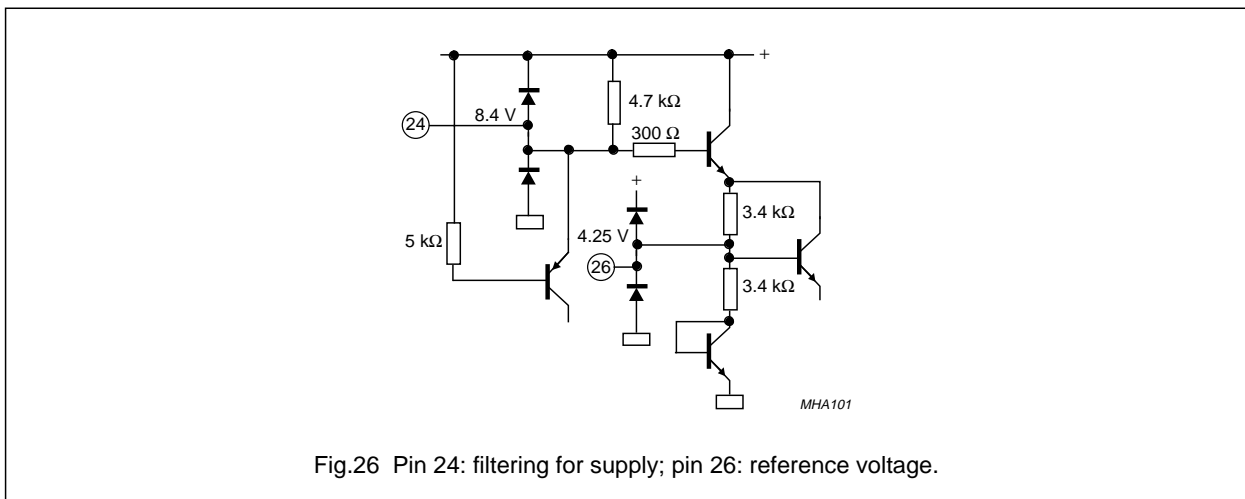 +
8.4 V
24
4.7 kΩ
300 Ω
+
3.4 kΩ
5 kΩ
4.25 V
26
3.4 kΩ
MHA101
Fig.26 Pin 24: filtering for supply; pin 26: reference voltage.